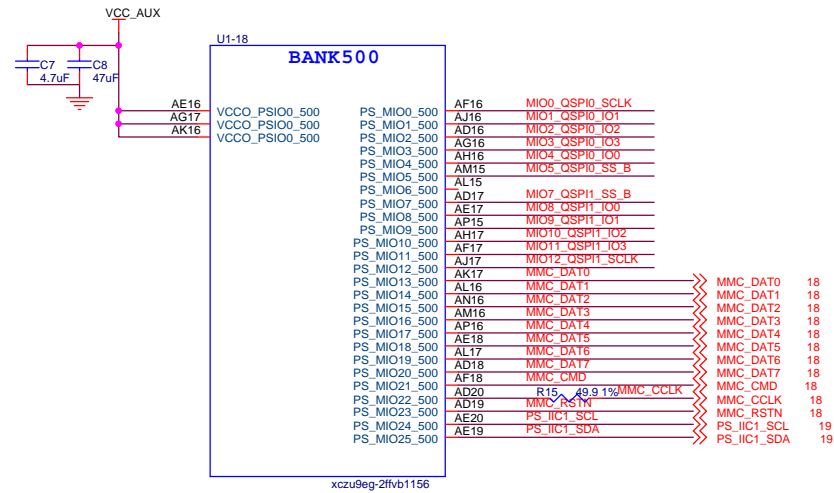 VCC_AUX
U1-18
BANK500
C7
4.7uF
C8
47uF
AE16 VCCO_PSIO0_500
AG17 VCCO_PSIO0_500
AK16 VCCO_PSIO0_500
PS_MIO0_500 AF16 MIO0_QSPI0_SCLK
PS_MIO1_500 AJ16 MIO1_QSPI0_IO1
PS_MIO2_500 AD16 MIO2_QSPI0_IO2
PS_MIO3_500 AG16 MIO3_QSPI0_IO3
PS_MIO4_500 AH16 MIO4_QSPI0_IO0
PS_MIO5_500 AM15 MIO5_QSPI0_SS_B
PS_MIO6_500 AL15
PS_MIO7_500 AD17 MIO7_QSPI1_SS_B
PS_MIO8_500 AE17 MIO8_QSPI1_IO0
PS_MIO9_500 AP15 MIO9_QSPI1_IO1
PS_MIO10_500 AH17 MIO10_QSPI1_IO2
PS_MIO11_500 AF17 MIO11_QSPI1_IO3
PS_MIO12_500 AJ17 MIO12_QSPI1_SCLK
PS_MIO13_500 AK17 MMC_DAT0 MMC_DAT0 18
PS_MIO14_500 AL16 MMC_DAT1 MMC_DAT1 18
PS_MIO15_500 AN16 MMC_DAT2 MMC_DAT2 18
PS_MIO16_500 AM16 MMC_DAT3 MMC_DAT3 18
PS_MIO17_500 AP16 MMC_DAT4 MMC_DAT4 18
PS_MIO18_500 AE18 MMC_DAT5 MMC_DAT5 18
PS_MIO19_500 AL17 MMC_DAT6 MMC_DAT6 18
PS_MIO20_500 AD18 MMC_DAT7 MMC_DAT7 18
PS_MIO21_500 AF18 MMC_CMD MMC_CMD 18
PS_MIO22_500 AD20 R15 49.9 1% MMC_CCLK MMC_CCLK 18
PS_MIO23_500 AD19 MMC_RSTN MMC_RSTN 18
PS_MIO24_500 AE20 PS_IIC1_SCL PS_IIC1_SCL 19
PS_MIO25_500 AE19 PS_IIC1_SDA PS_IIC1_SDA 19
xczu9eg-2ffvb1156